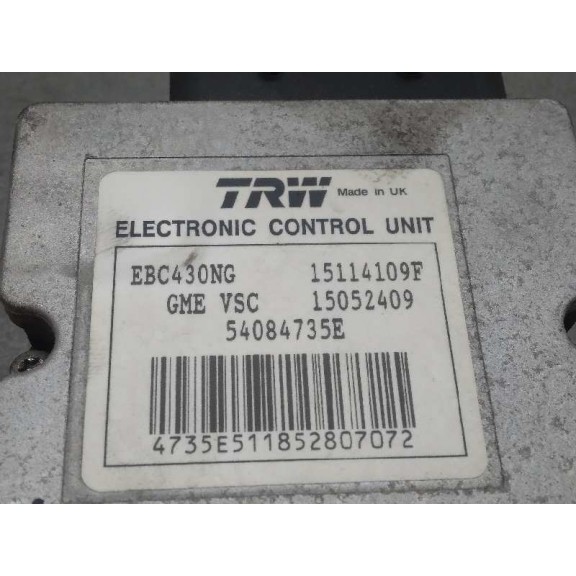 TRW Made in UK
ELECTRONIC CONTROL UNIT
EBC430NG 15114109F
GME VSC 15052409
54084735E
4735E511852807072